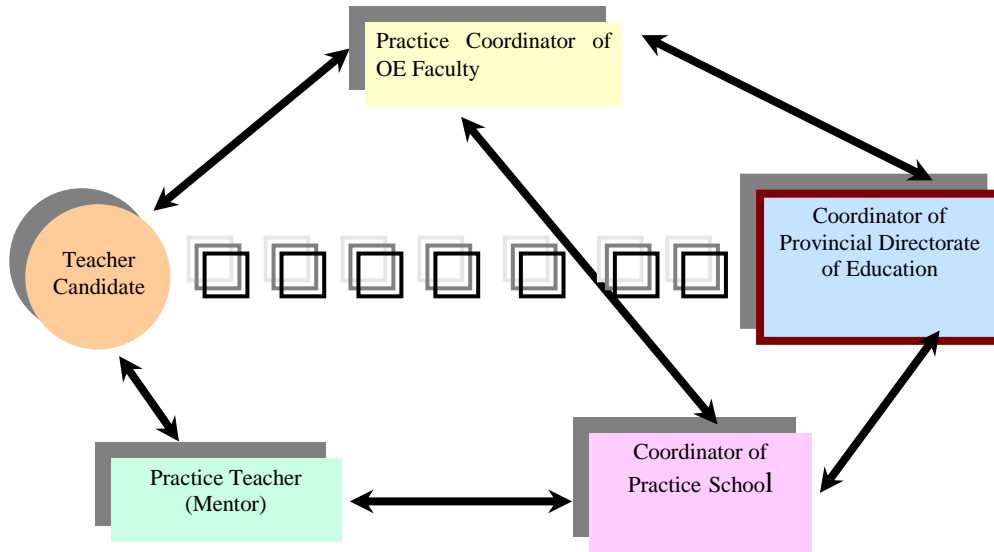 Practice Coordinator of
OE Faculty
Teacher
Candidate
Coordinator of
Provincial Directorate
of Education
Practice Teacher
(Mentor)
Coordinator of
Practice School